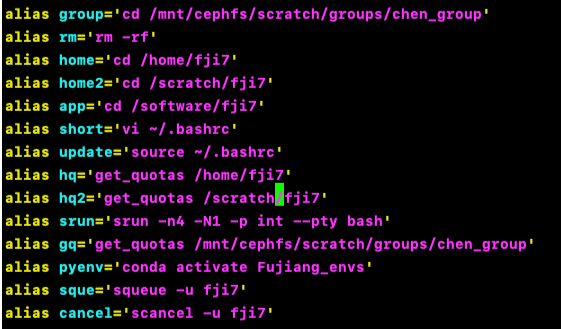 alias group='cd /mnt/cephfs/scratch/groups/chen_group'
alias rm='rm -rf'
alias home='cd /home/fji7'
alias home2='cd /scratch/fji7'
alias app='cd /software/fji7'
alias short='vi ~/.bashrc'
alias update='source ~/.bashrc'
alias hq='get_quotas /home/fji7'
alias hq2='get_quotas /scratch/fji7'
alias srun='srun -n4 -N1 -p int --pty bash'
alias gq='get_quotas /mnt/cephfs/scratch/groups/chen_group'
alias pyenv='conda activate Fujiang_envs'
alias sque='squeue -u fji7'
alias cancel='scancel -u fji7'